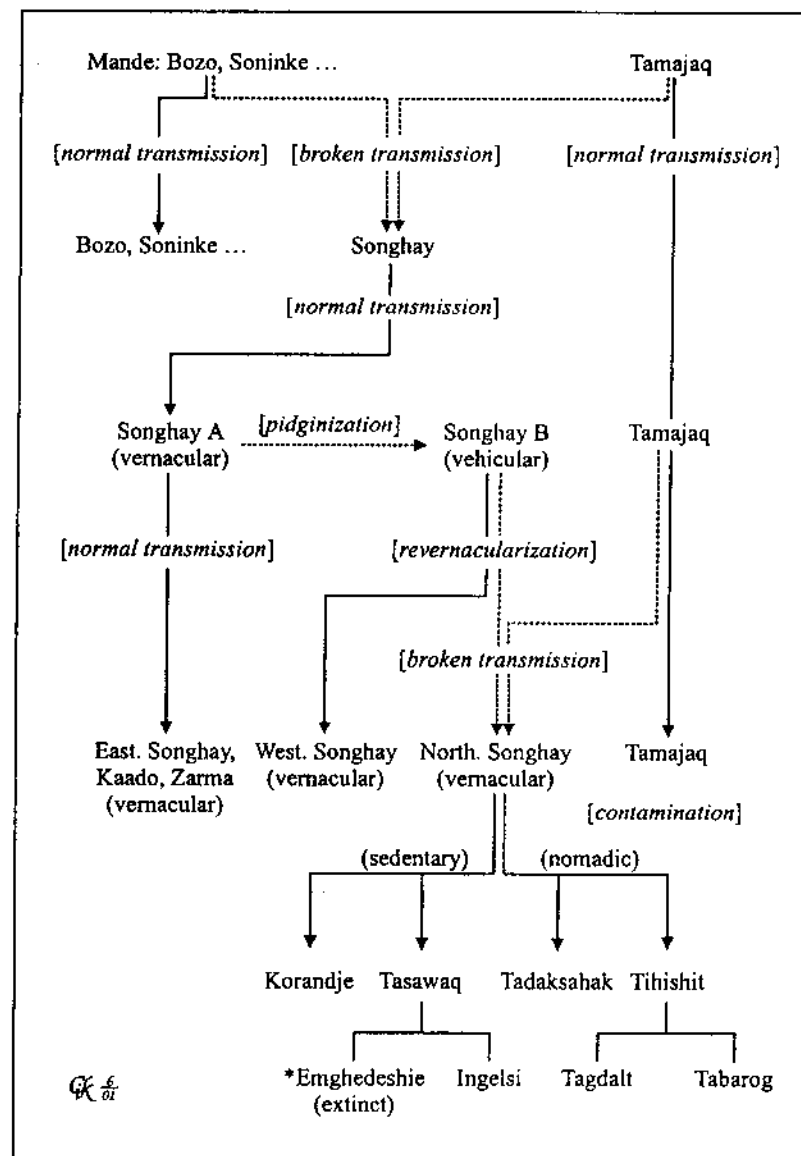 Mande: Bozo, Soninke ...
Tamajaq
[normal transmission]
[broken transmission]
[normal transmission]
Bozo, Soninke ...
Songhay
[normal transmission]
Songhay A
(vernacular)
[pidginization]
Songhay B
(vehicular)
Tamajaq
[normal transmission]
[revernacularization]
[broken transmission]
East. Songhay,
Kaado, Zarma
(vernacular)
West. Songhay
(vernacular)
North. Songhay
(vernacular)
Tamajaq
[contamination]
(sedentary)
(nomadic)
Korandje
Tasawaq
Tadaksahak
Tihishit
*Emghedeshie
(extinct)
Ingelsi
Tagdalt
Tabarog
6
01